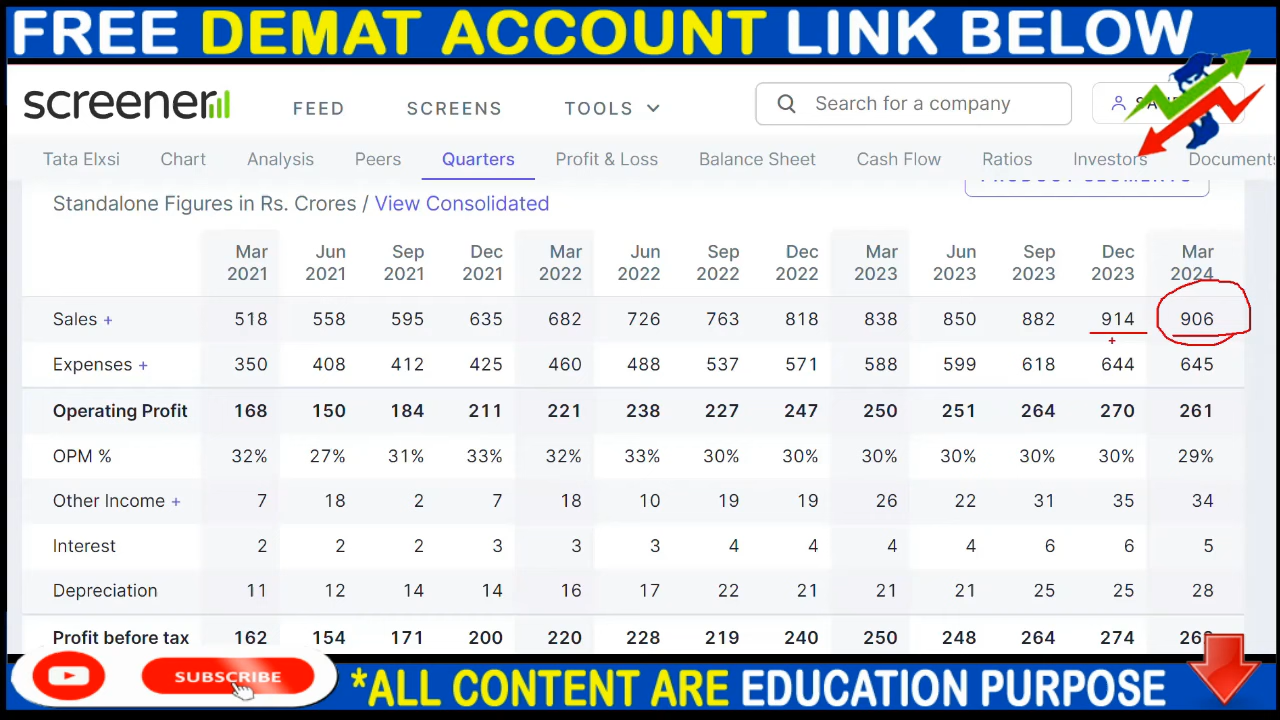 FREE DEMAT ACCOUNT LINK BELOW
screener
FEED SCREENS TOOLS Search for a company
Tata Elxsi Chart Analysis Peers Quarters Profit & Loss Balance Sheet Cash Flow Ratios Investors Documents
PRODUCT SEGMENTS
Standalone Figures in Rs. Crores / View Consolidated
Mar 2021 Jun 2021 Sep 2021 Dec 2021 Mar 2022 Jun 2022 Sep 2022 Dec 2022 Mar 2023 Jun 2023 Sep 2023 Dec 2023 Mar 2024
Sales + 518 558 595 635 682 726 763 818 838 850 882 914 906
Expenses + 350 408 412 425 460 488 537 571 588 599 618 644 645
Operating Profit 168 150 184 211 221 238 227 247 250 251 264 270 261
OPM % 32% 27% 31% 33% 32% 33% 30% 30% 30% 30% 30% 30% 29%
Other Income + 7 18 2 7 18 10 19 19 26 22 31 35 34
Interest 2 2 2 3 3 3 4 4 4 4 6 6 5
Depreciation 11 12 14 14 16 17 22 21 21 21 25 25 28
Profit before tax 162 154 171 200 220 228 219 240 250 248 264 274
SUBSCRIBE
*ALL CONTENT ARE EDUCATION PURPOSE